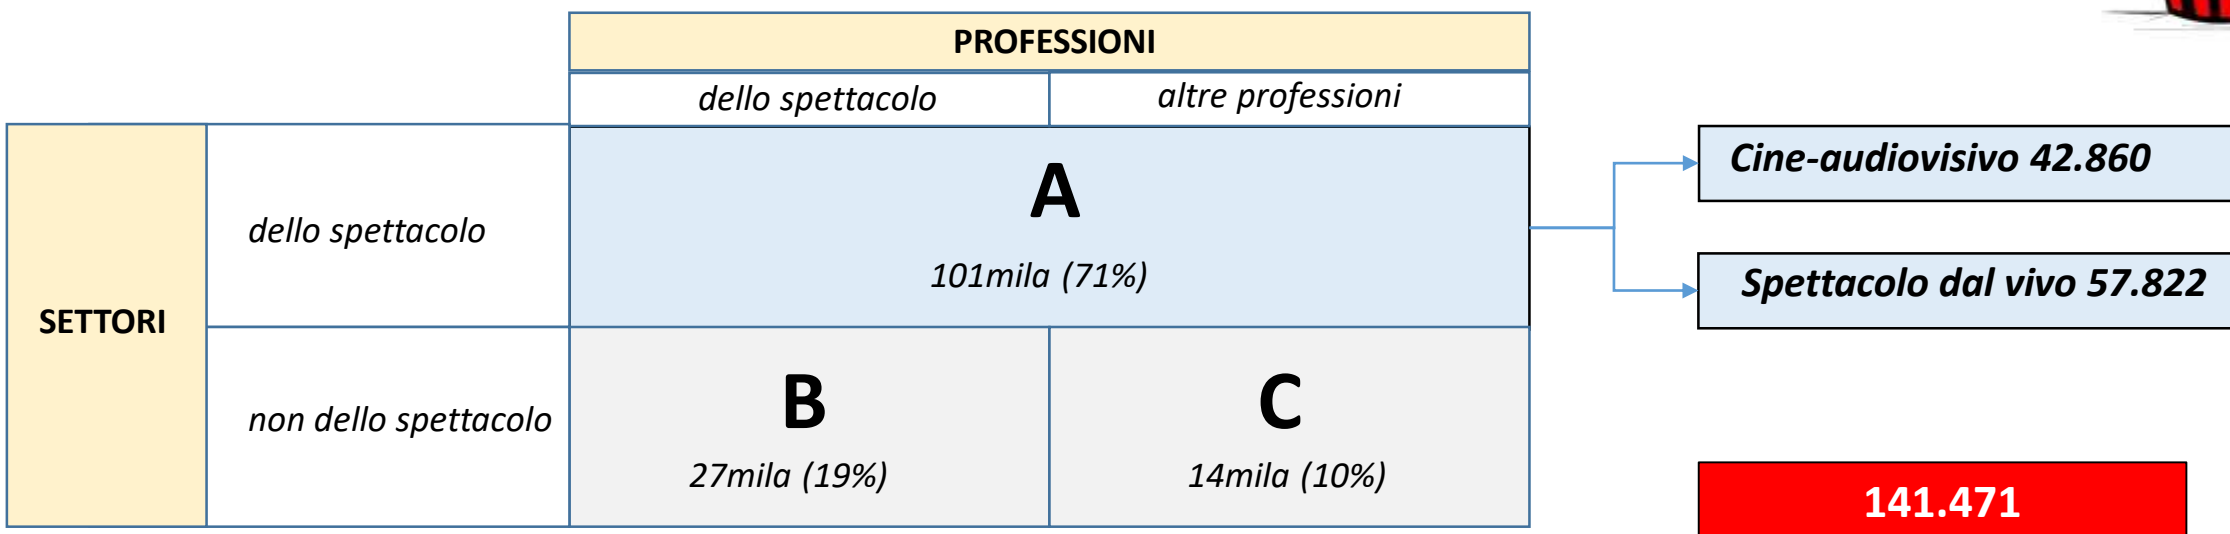 PROFESSIONI
dello spettacolo
altre professioni
SETTORI
dello spettacolo
A
101mila (71%)
Cine-audiovisivo 42.860
Spettacolo dal vivo 57.822
non dello spettacolo
B
27mila (19%)
C
14mila (10%)
141.471